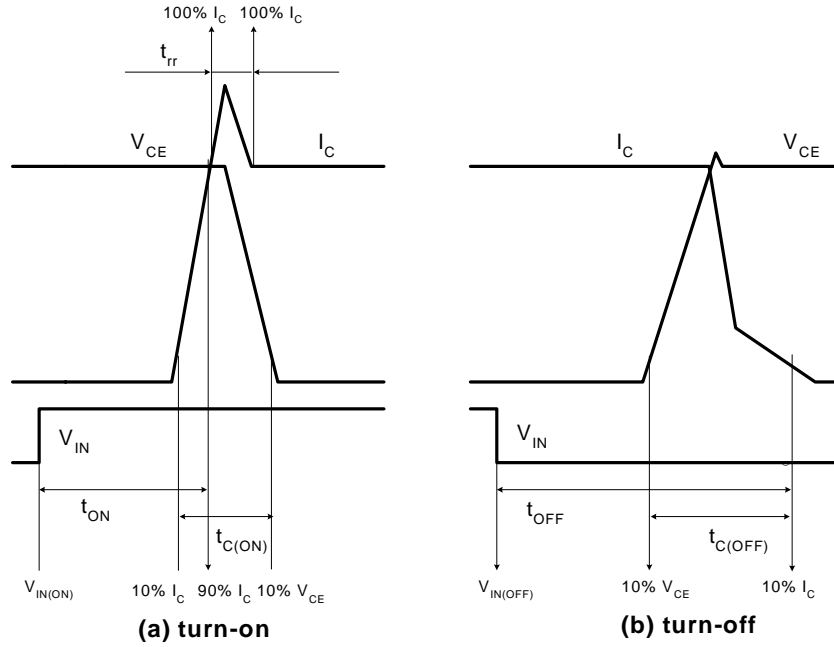 100% I_C 100% I_C
t_rr
V_CE I_C
I_C V_CE
V_IN
V_IN
t_ON
t_OFF
t_C(ON)
t_C(OFF)
V_IN(ON) 10% I_C 90% I_C 10% V_CE
V_IN(OFF) 10% V_CE 10% I_C
(a) turn-on
(b) turn-off